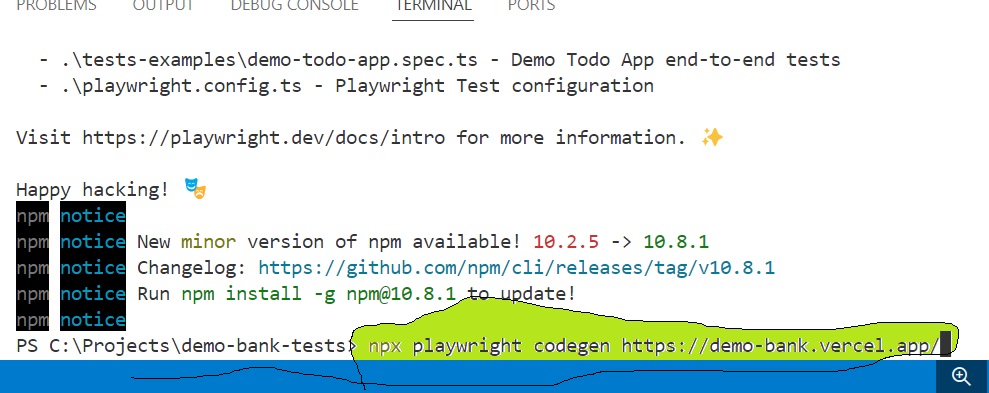 PROBLEMS OUTPUT DEBUG CONSOLE TERMINAL PORTS
- .\tests-examples\demo-todo-app.spec.ts - Demo Todo App end-to-end tests
- .\playwright.config.ts - Playwright Test configuration
Visit https://playwright.dev/docs/intro for more information. ✨
Happy hacking! 🎭
npm notice
npm notice New minor version of npm available! 10.2.5 -> 10.8.1
npm notice Changelog: https://github.com/npm/cli/releases/tag/v10.8.1
npm notice Run npm install -g npm@10.8.1 to update!
npm notice
PS C:\Projects\demo-bank-tests> npx playwright codegen https://demo-bank.vercel.app/